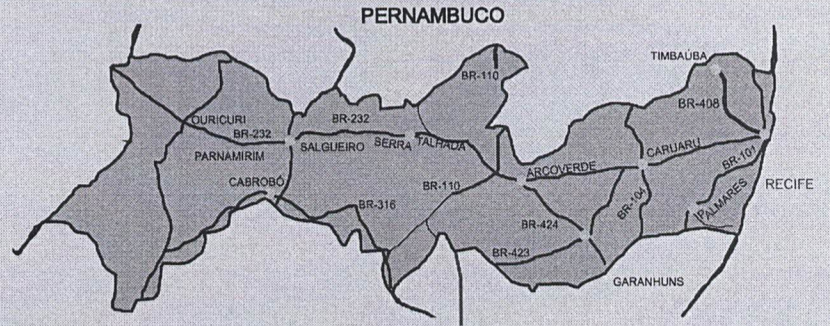 PERNAMBUCO
TIMBAÚBA
BR-110
BR-408
OURICURI
BR-232
BR-232
PARNAMIRIM
SALGUEIRO
SERRA TALHADA
CARUARU
BR-101
ARCOVERDE
CABROBÓ
BR-110
BR-104
PALMARES
RECIFE
BR-316
BR-424
BR-423
GARANHUNS